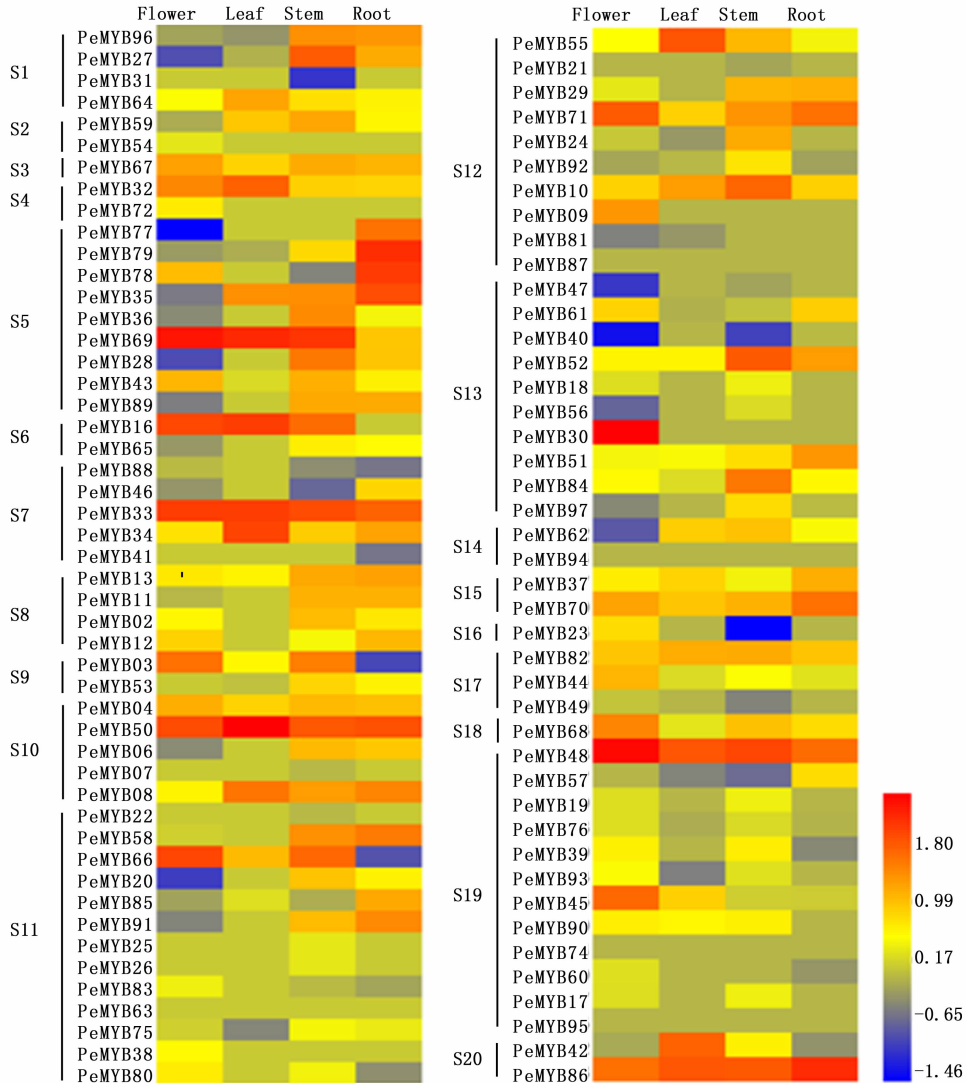 Flower Leaf Stem Root
PeMYB96
PeMYB27
S1
PeMYB31
PeMYB64
PeMYB59
S2
PeMYB54
S3
PeMYB67
PeMYB32
S4
PeMYB72
PeMYB77
PeMYB79
PeMYB78
PeMYB35
S5
PeMYB36
PeMYB69
PeMYB28
PeMYB43
PeMYB89
PeMYB16
S6
PeMYB65
PeMYB88
PeMYB46
S7
PeMYB33
PeMYB34
PeMYB41
PeMYB13
PeMYB11
S8
PeMYB02
PeMYB12
PeMYB03
S9
PeMYB53
PeMYB04
PeMYB50
S10
PeMYB06
PeMYB07
PeMYB08
PeMYB22
PeMYB58
PeMYB66
PeMYB20
PeMYB85
S11
PeMYB91
PeMYB25
PeMYB26
PeMYB83
PeMYB63
PeMYB75
PeMYB38
PeMYB80
Flower Leaf Stem Root
PeMYB55
PeMYB21
PeMYB29
PeMYB71
PeMYB24
S12
PeMYB92
PeMYB10
PeMYB09
PeMYB81
PeMYB87
PeMYB47
PeMYB61
PeMYB40
PeMYB52
S13
PeMYB18
PeMYB56
PeMYB30
PeMYB51
PeMYB84
PeMYB97
PeMYB62
S14
PeMYB94
PeMYB37
S15
PeMYB70
S16
PeMYB23
PeMYB82
S17
PeMYB44
PeMYB49
S18
PeMYB68
PeMYB48
PeMYB57
PeMYB19
PeMYB76
PeMYB39
PeMYB93
S19
PeMYB45
PeMYB90
PeMYB74
PeMYB60
PeMYB17
PeMYB95
PeMYB42
S20
PeMYB86
1.80
0.99
0.17
-0.65
-1.46